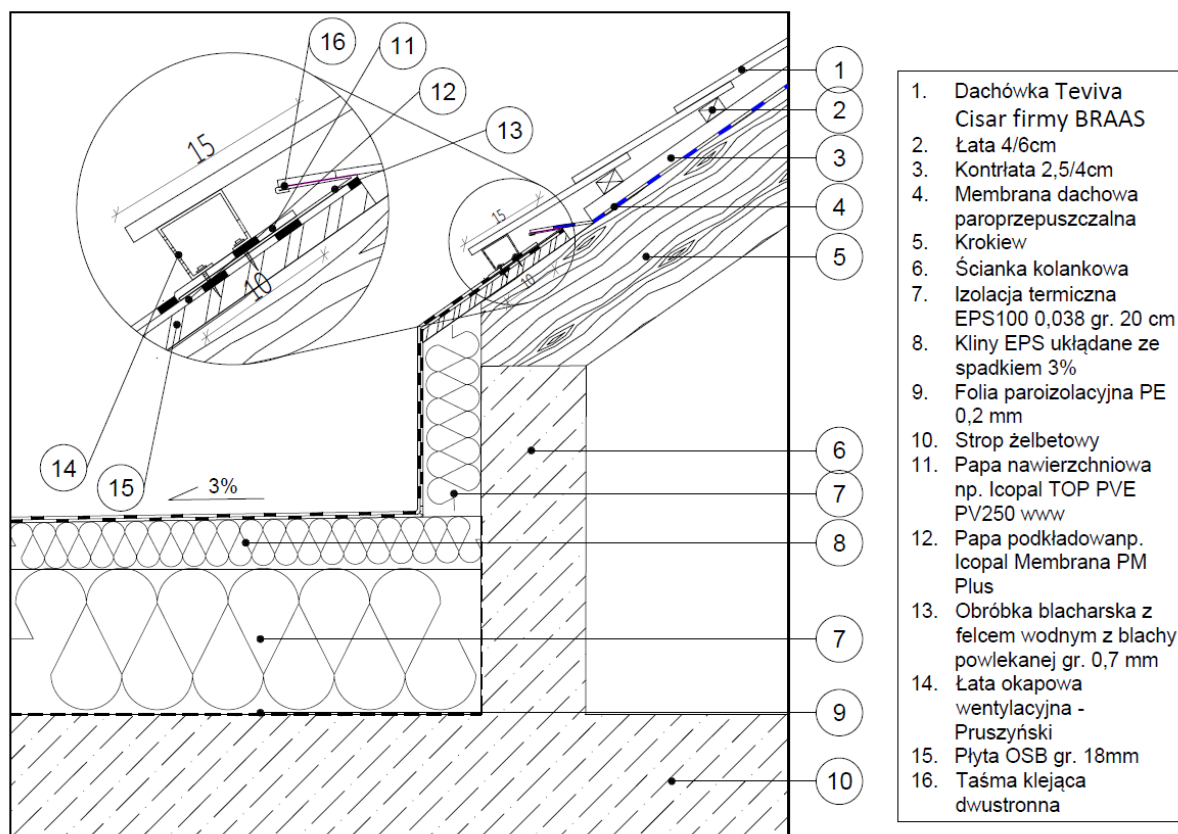 16
11
12
13
15
10
14
15
3%
15
10
1
2
3
4
5
6
7
8
7
9
10
1. Dachówka Teviva
Cisar firmy BRAAS
2. Łata 4/6cm
3. Kontrłata 2,5/4cm
4. Membrana dachowa
paroprzepuszczalna
5. Krokiew
6. Ścianka kolankowa
7. Izolacja termiczna
EPS100 0,038 gr. 20 cm
8. Kliny EPS ukłądane ze
spadkiem 3%
9. Folia paroizolacyjna PE
0,2 mm
10. Strop żelbetowy
11. Papa nawierzchniowa
np. Icopal TOP PVE
PV250 www
12. Papa podkładowanp.
Icopal Membrana PM
Plus
13. Obróbka blacharska z
felcem wodnym z blachy
powlekanej gr. 0,7 mm
14. Łata okapowa
wentylacyjna -
Pruszyński
15. Płyta OSB gr. 18mm
16. Taśma klejąca
dwustronna